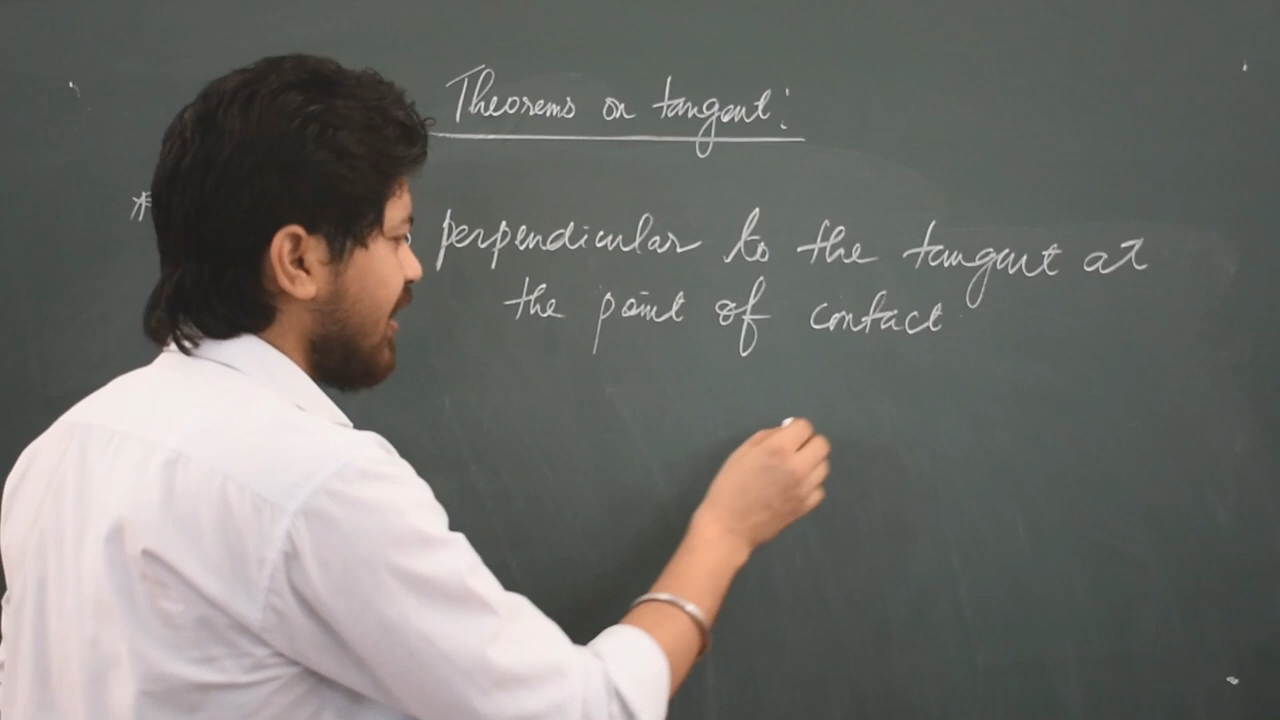 Theorems on tangent:
perpendicular to the tangent at
the point of contact